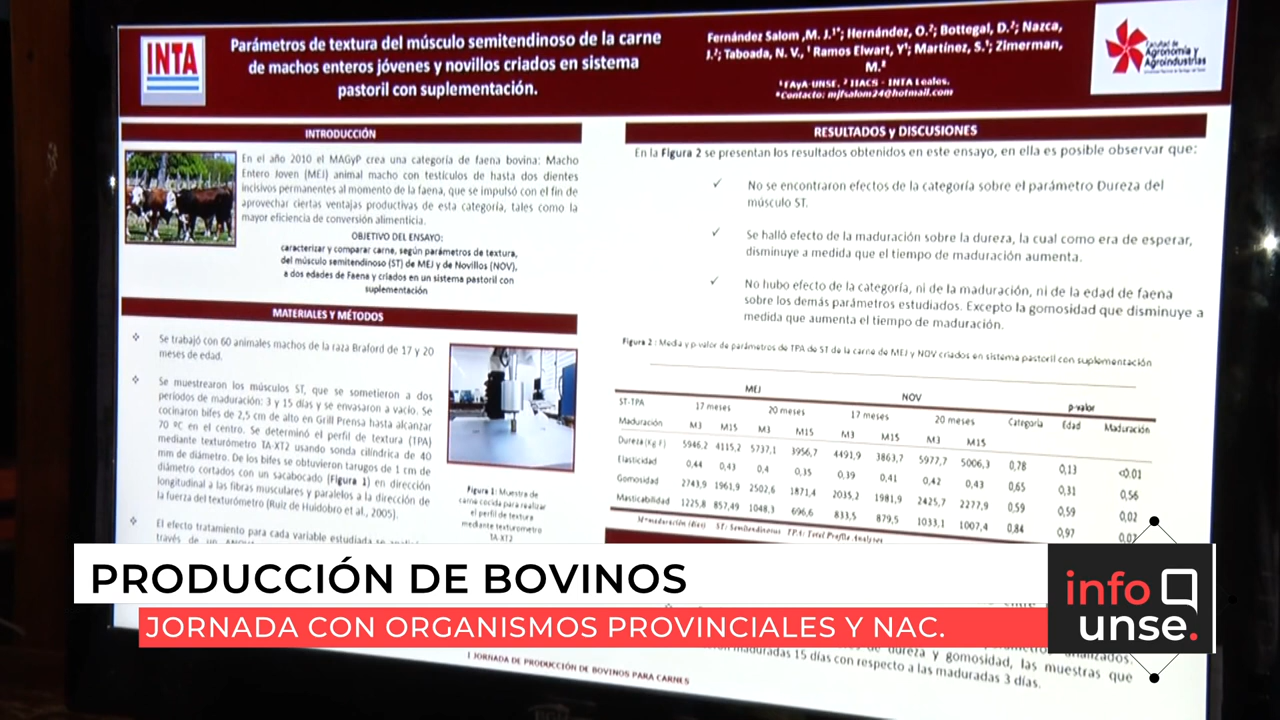 INTA
Parámetros de textura del músculo semitendinoso de la carne
de machos enteros jóvenes y novillos criados en sistema
pastoril con suplementación.
Fernández Salom ,M. J.¹*; Hernández, O.²; Bottegal, D.²; Nazca,
J.²; Taboada, N. V., ¹ Ramos Elwart, Y¹; Martínez, S.¹; Zimerman,
M.²
¹ FAyA-UNSE. ² IIACS - INTA Leales.
*Contacto: mjfsalom24@hotmail.com
Facultad de
Agronomía y
Agroindustrias
INTRODUCCIÓN
En el año 2010 el MAGyP crea una categoría de faena bovina: Macho
Entero Joven (MEJ) animal macho con testículos de hasta dos dientes
incisivos permanentes al momento de la faena, que se impulsó con el fin de
aprovechar ciertas ventajas productivas de esta categoría, tales como la
mayor eficiencia de conversión alimenticia.
OBJETIVO DEL ENSAYO:
caracterizar y comparar carne, según parámetros de textura,
del músculo semitendinoso (ST) de MEJ y de Novillos (NOV),
a dos edades de Faena y criados en un sistema pastoril con
suplementación
MATERIALES Y MÉTODOS
Se trabajó con 60 animales machos de la raza Braford de 17 y 20
meses de edad.
Se muestrearon los músculos ST, que se sometieron a dos
períodos de maduración: 3 y 15 días y se envasaron a vacío. Se
cocinaron bifes de 2,5 cm de alto en Grill Prensa hasta alcanzar
70 ºC en el centro. Se determinó el perfil de textura (TPA)
mediante texturómetro TA-XT2 usando sonda cilíndrica de 40
mm de diámetro. De los bifes se obtuvieron tarugos de 1 cm de
diámetro cortados con un sacabocado (Figura 1) en dirección
longitudinal a las fibras musculares y paralelos a la dirección de
la fuerza del texturómetro (Ruiz de Huidobro et al., 2005).
El efecto tratamiento para cada variable estudiada se
través de un
Figura 1: Muestra de
carne cocida para realizar
el perfil de textura
mediante texturometro
TA-XT2
RESULTADOS y DISCUSIONES
En la Figura 2 se presentan los resultados obtenidos en este ensayo, en ella es posible observar que:
✓ No se encontraron efectos de la categoría sobre el parámetro Dureza del
músculo ST.
✓ Se halló efecto de la maduración sobre la dureza, la cual como era de esperar,
disminuye a medida que el tiempo de maduración aumenta.
✓ No hubo efecto de la categoría, ni de la maduración, ni de la edad de faena
sobre los demás parámetros estudiados. Excepto la gomosidad que disminuye a
medida que aumenta el tiempo de maduración.
Figura 2 : Media y p-valor de parámetros de TPA de ST de la carne de MEJ y NOV criados en sistema pastoril con suplementación
MEJ NOV p-valor
ST-TPA 17 meses 20 meses 17 meses 20 meses Categoría Edad Maduración
Maduración M3 M15 M3 M15 M3 M15 M3 M15
Dureza (Kg F) 5946,2 4115,2 5737,1 3956,7 4491,9 3863,7 5977,7 5006,3 0,78 0,13 <0.01
Elasticidad 0,44 0,43 0,4 0,35 0,39 0,41 0,42 0,43 0,65 0,31 0,56
Gomosidad 2743,9 1961,9 2502,6 1871,4 2035,2 1981,9 2425,7 2277,9 0,59 0,59 0,02
Masticabilidad 1225,8 857,49 1048,3 696,6 833,5 879,5 1033,1 1007,4 0,84 0,97 0,02
M=maduración (días) ST: Semitendinoso TPA: Total Profile Analyses
PRODUCCIÓN DE BOVINOS
JORNADA CON ORGANISMOS PROVINCIALES Y NAC.
info
unse.
analizados:
de dureza y gomosidad, las muestras que
maduradas 15 días con respecto a las maduradas 3 días.
I JORNADA DE PRODUCCIÓN DE BOVINOS PARA CARNES